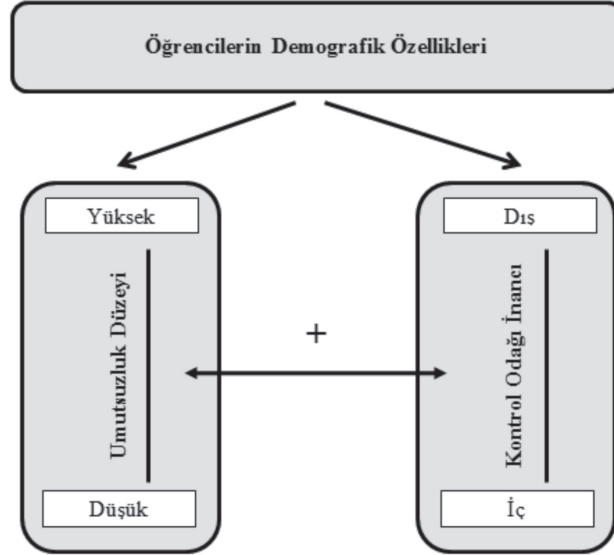 Öğrencilerin Demografik Özellikleri
Yüksek
Umutsuzluk Düzeyi
Düşük
+
Dış
Kontrol Odağı İnancı
İç